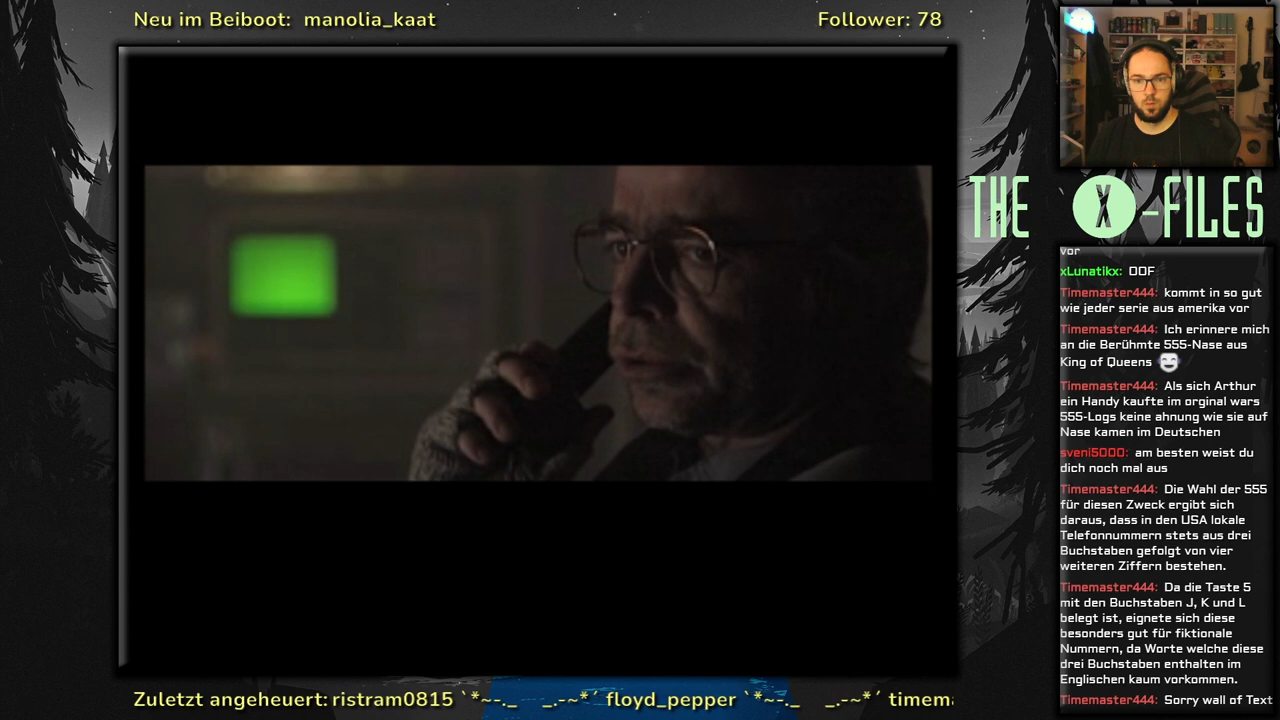 Neu im Beiboot: manolia_kaat
Follower: 78
THE X-FILES
vor
xLunatikx: OOF
Timemaster444: kommt in so gut
wie jeder serie aus amerika vor
Timemaster444: Ich erinnere mich
an die Berühmte 555-Nase aus
King of Queens
Timemaster444: Als sich Arthur
ein Handy kaufte im orginal wars
555-Logs keine ahnung wie sie auf
Nase kamen im Deutschen
sveni5000: am besten weist du
dich noch mal aus
Timemaster444: Die Wahl der 555
für diesen Zweck ergibt sich
daraus, dass in den USA lokale
Telefonnummern stets aus drei
Buchstaben gefolgt von vier
weiteren Ziffern bestehen.
Timemaster444: Da die Taste 5
mit den Buchstaben J, K und L
belegt ist, eignete sich diese
besonders gut für fiktionale
Nummern, da Worte welche diese
drei Buchstaben enthalten im
Englischen kaum vorkommen.
Timemaster444: Sorry wall of Text
Zuletzt angeheuert: ristram0815 `*~-._ _.-~*´ floyd_pepper `*~-._ _.-~*´ timem